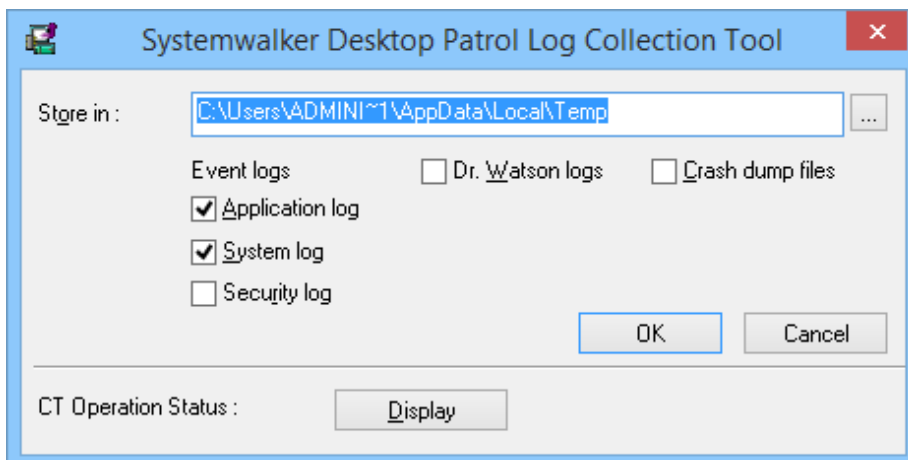 Systemwalker Desktop Patrol Log Collection Tool
Store in : C:\Users\ADMINI~1\AppData\Local\Temp ...
Event logs Dr. Watson logs Crash dump files
Application log
System log
Security log
OK Cancel
CT Operation Status : Display